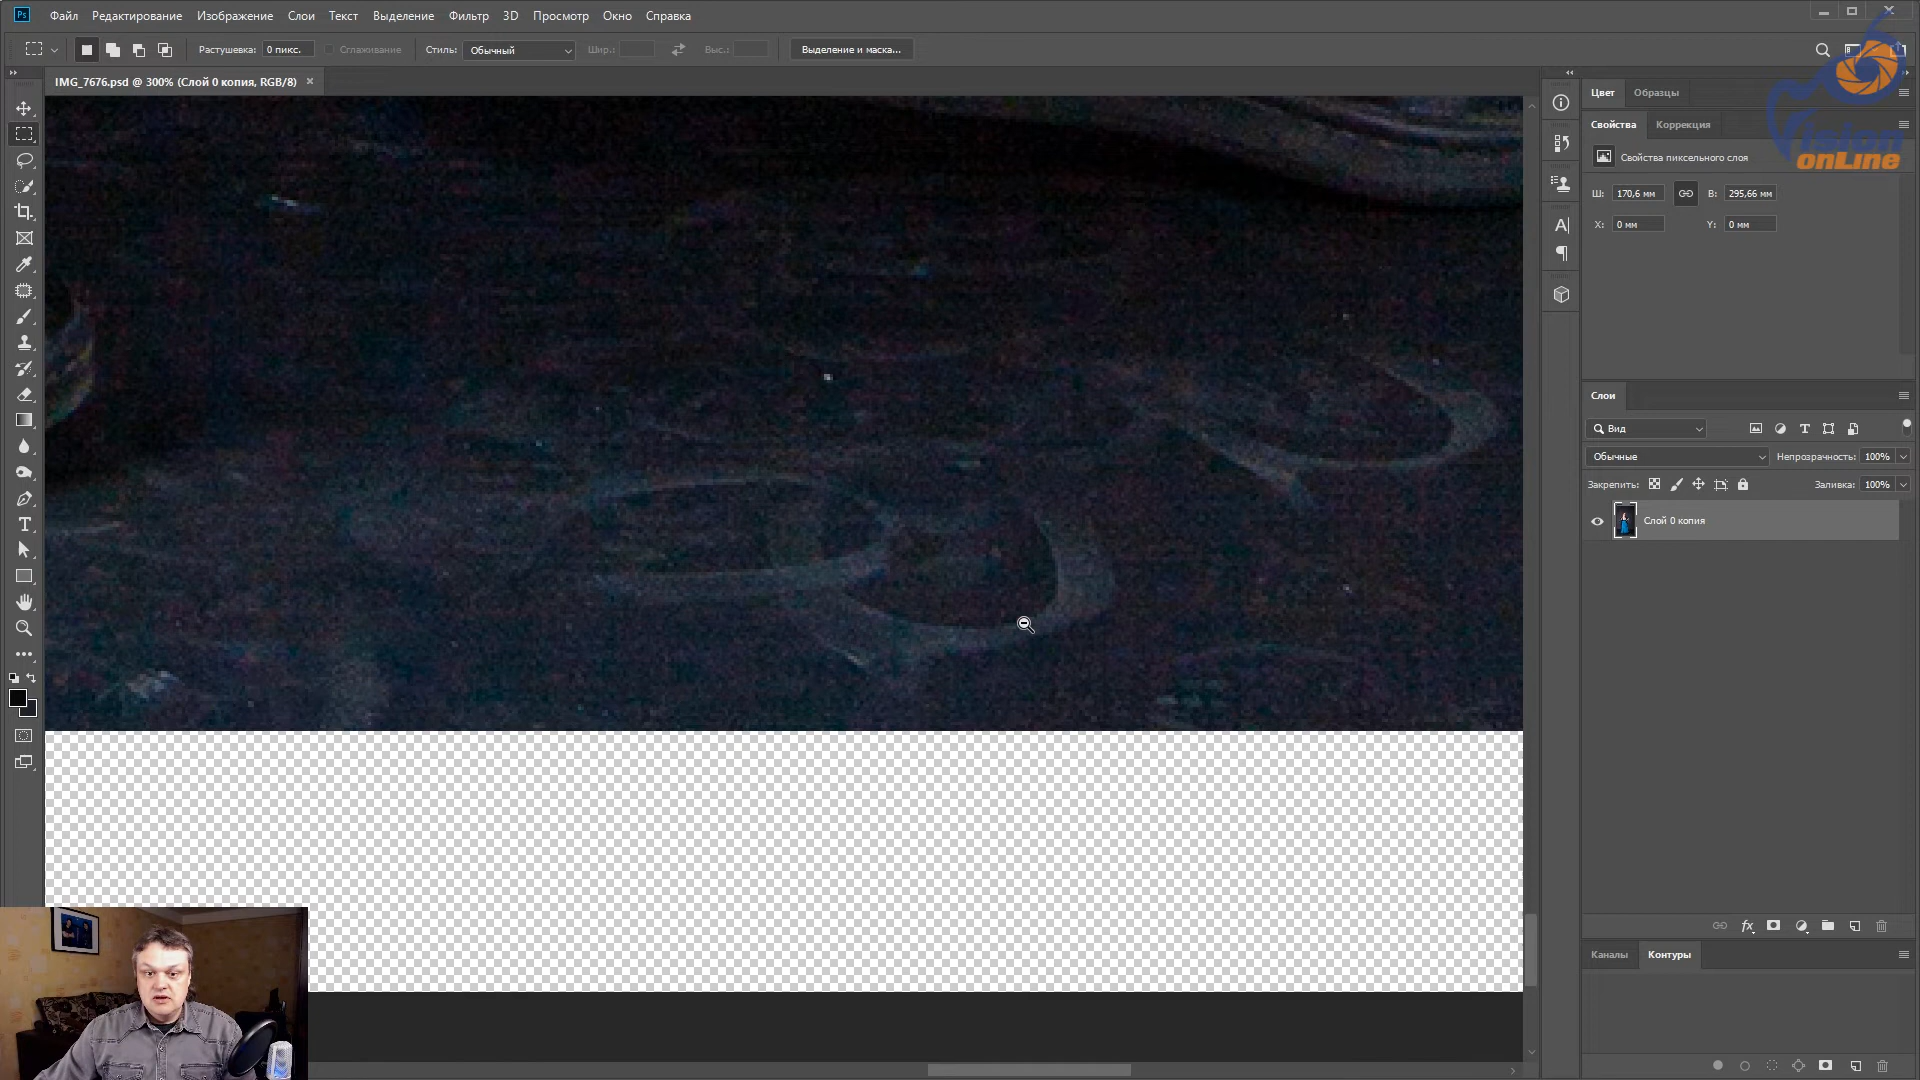 Ps Файл Редактирование Изображение Слои Текст Выделение Фильтр 3D Просмотр Окно Справка
Растушевка: 0 пикс. Сглаживание Стиль: Обычный Шир.: Выс.: Выделение и маска...
IMG_7676.psd @ 300% (Слой 0 копия, RGB/8)
Цвет Образцы
Свойства Коррекция
Vision
onLine
Свойства пиксельного слоя
Ш: 170,6 мм В: 295,66 мм
X: 0 мм Y: 0 мм
Слои
Вид
Обычные Непрозрачность: 100%
Закрепить: Заливка: 100%
Слой 0 копия
fx
Каналы Контуры